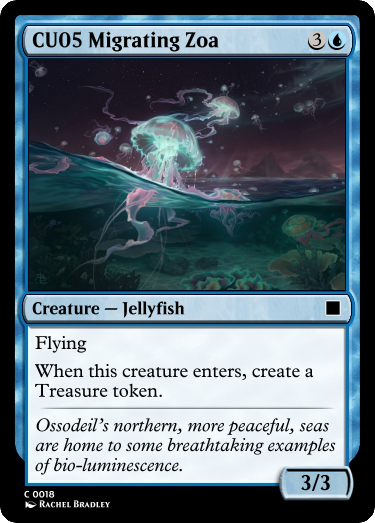 CU05 Migrating Zoa 3
Creature — Jellyfish
Flying
When this creature enters, create a
Treasure token.
Ossodeil's northern, more peaceful, seas
are home to some breathtaking examples
of bio-luminescence.
3/3
C 0018
Rachel Bradley